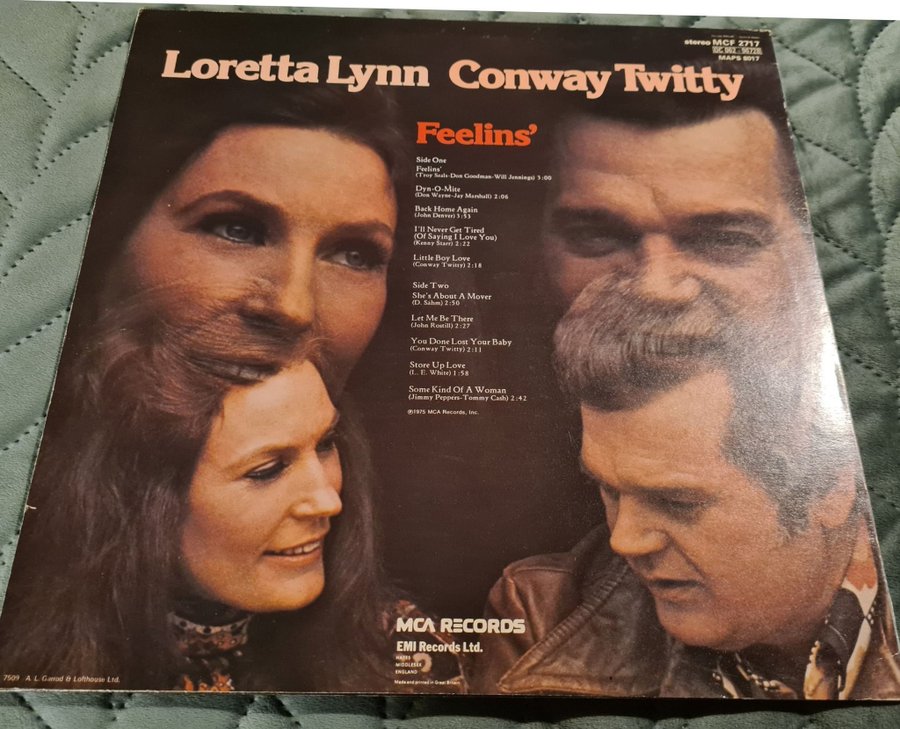 stereo MCF 2717
OC 062 - 96728
MAPS 8017
Loretta Lynn Conway Twitty
Feelins'
Side One
Feelins'
(Troy Seals-Don Goodman-Will Jennings) 3:00
Dyn-O-Mite
(Don Wayne-Jay Marshall) 2:06
Back Home Again
(John Denver) 3:53
I'll Never Get Tired
(Of Saying I Love You)
(Kenny Starr) 2:22
Little Boy Love
(Conway Twitty) 2:18
Side Two
She's About A Mover
(D. Sahm) 2:50
Let Me Be There
(John Rostill) 2:27
You Done Lost Your Baby
(Conway Twitty) 2:11
Store Up Love
(L. E. White) 1:58
Some Kind Of A Woman
(Jimmy Peppers-Tommy Cash) 2:42
℗1975 MCA Records, Inc.
MCA RECORDS
EMI Records Ltd.
HAYES
MIDDLESEX
ENGLAND
Made and printed in Great Britain
7509 A. L. Garrod & Lofthouse Ltd.